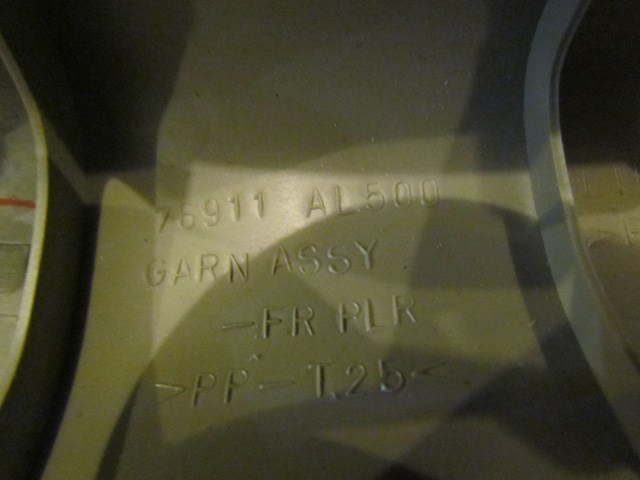 76911 AL500
GARN ASSY
-FR PLR
>PP-T25<